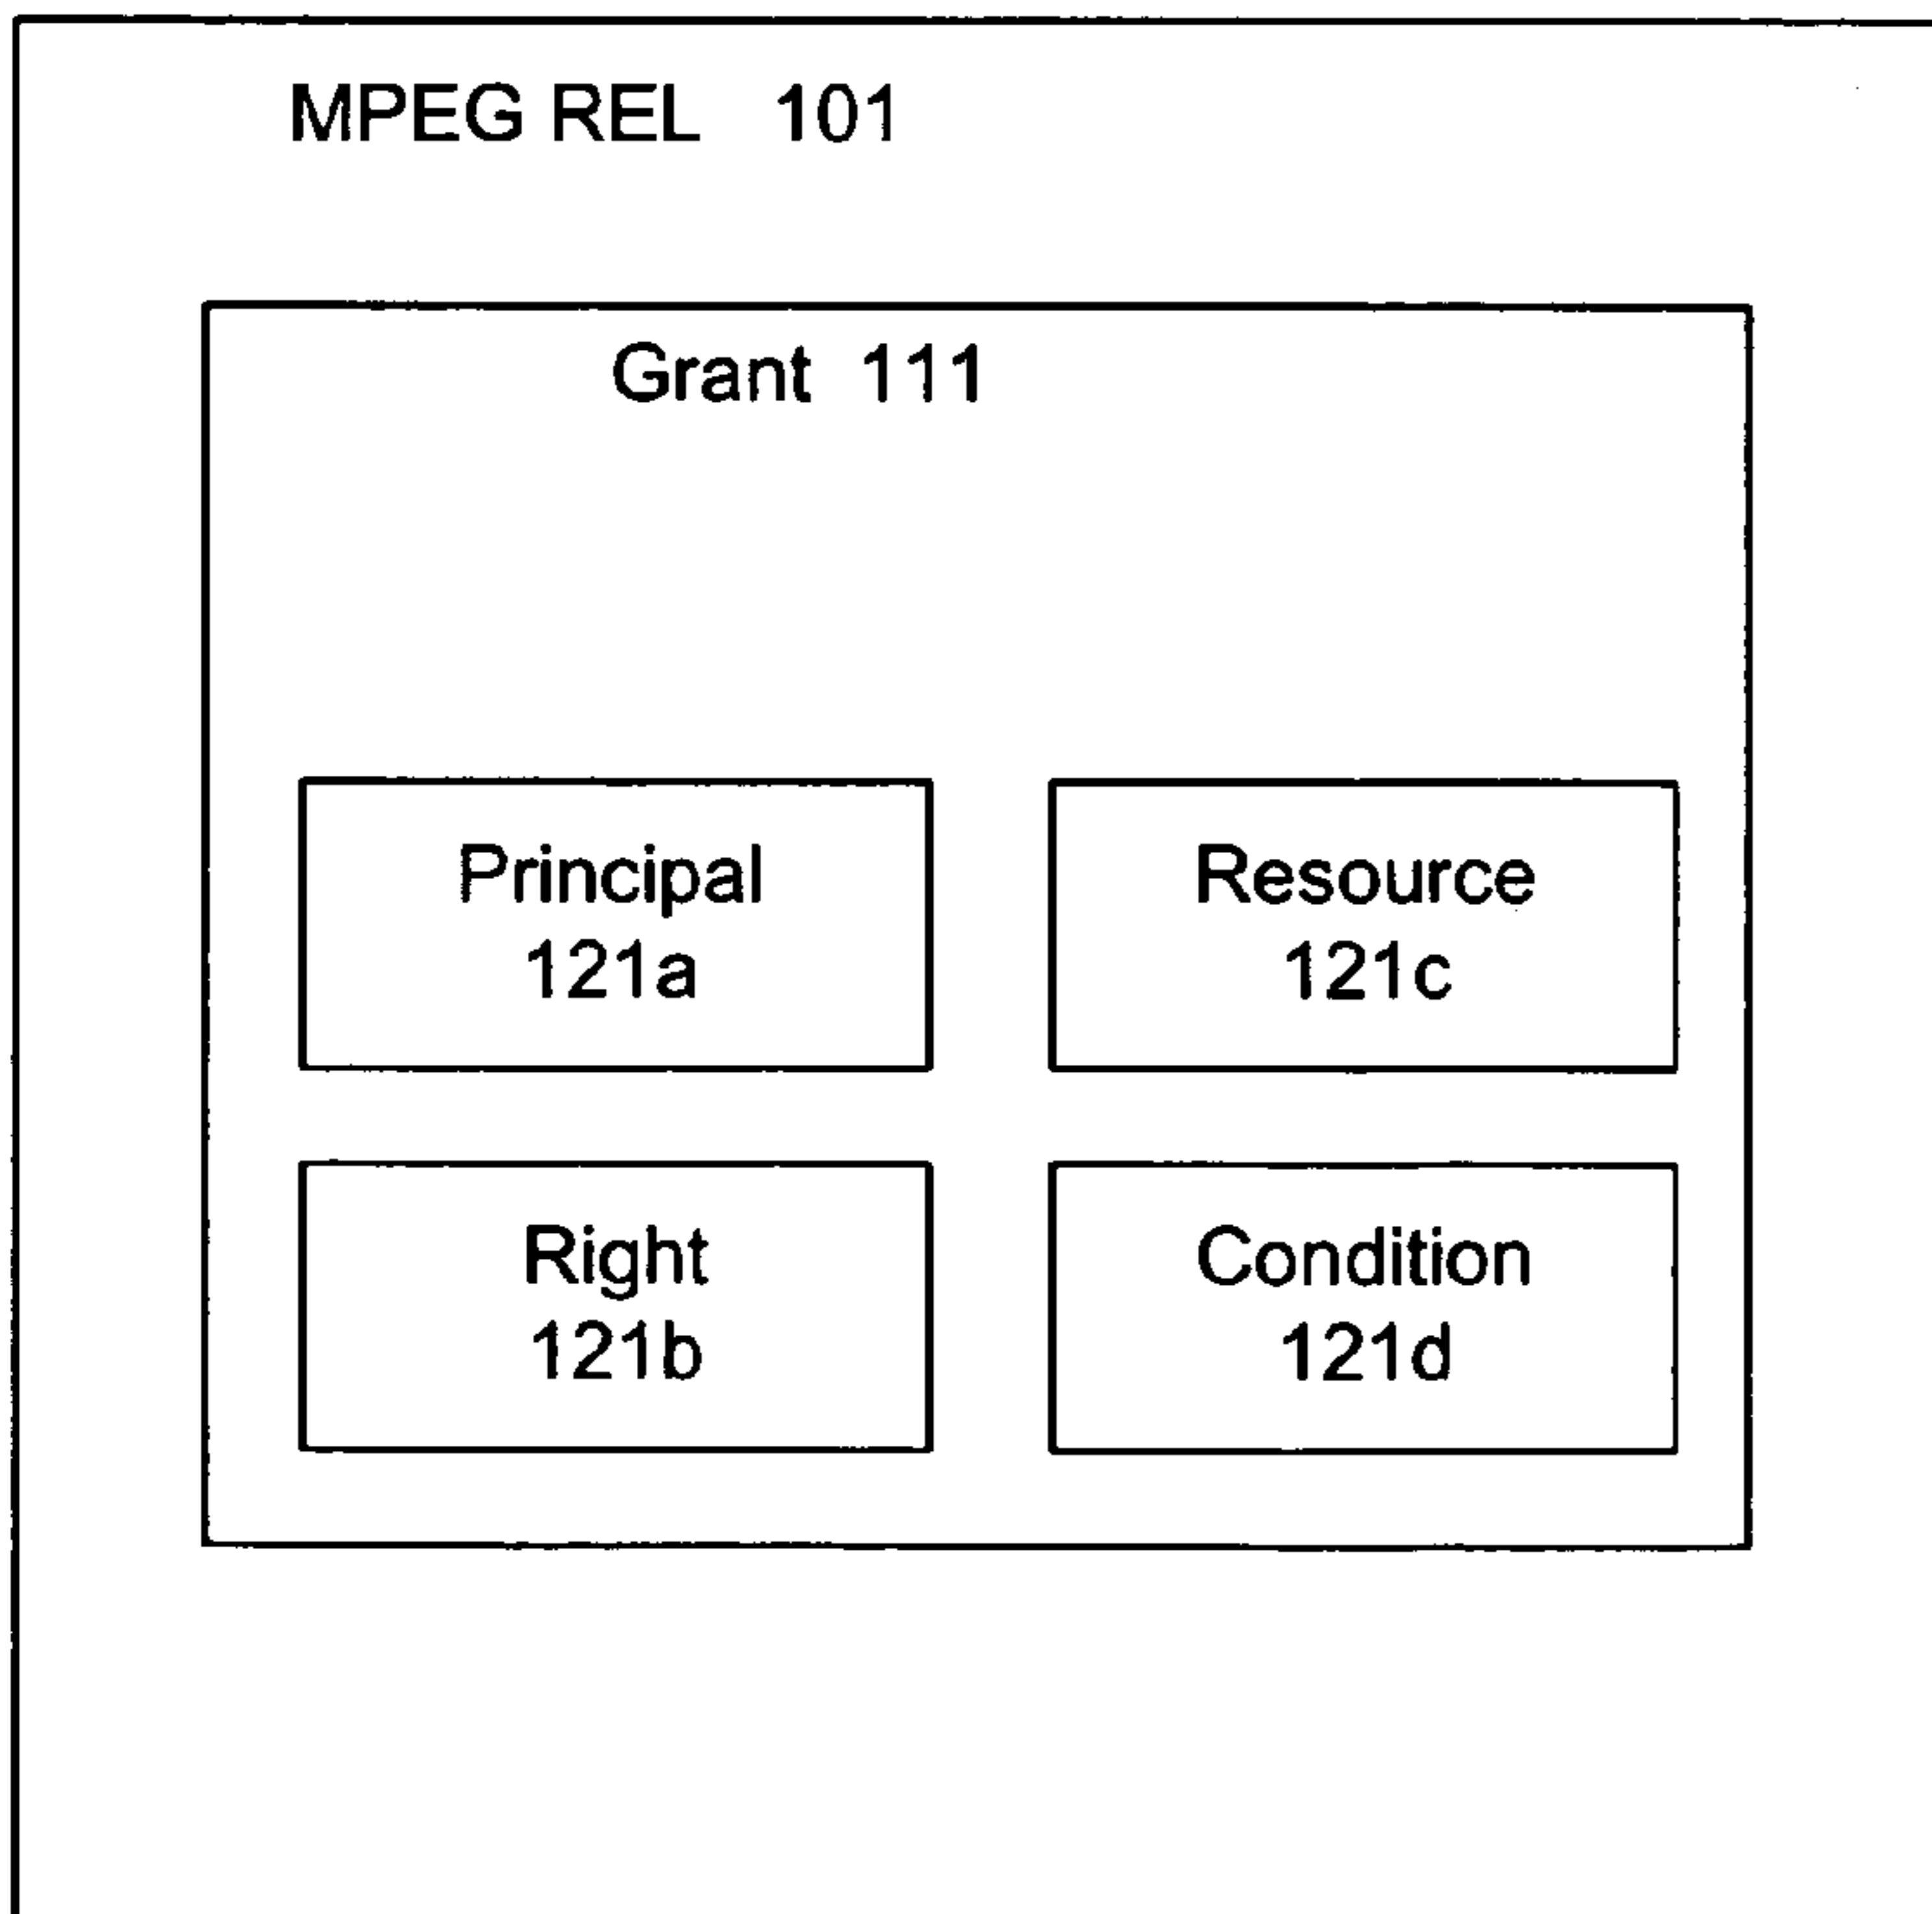 MPEG REL 101
Grant 111
Principal
121a
Resource
121c
Right
121b
Condition
121d